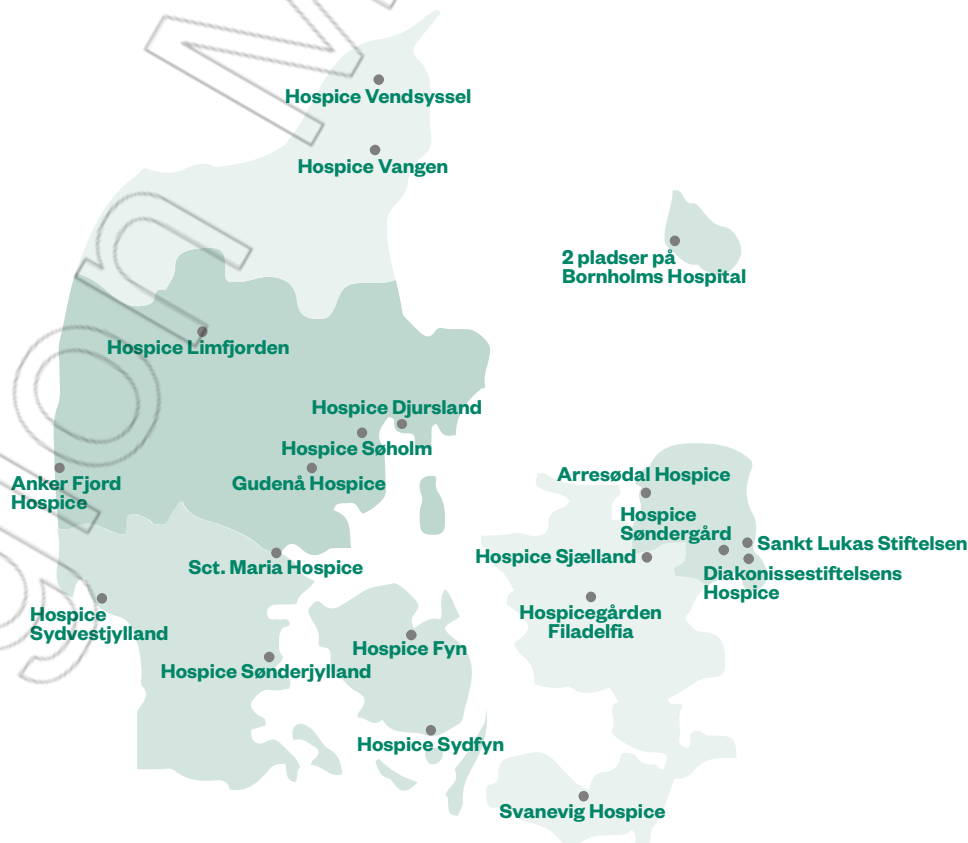 Hospice Vendsyssel
Hospice Vangen
2 pladser på
Bornholms Hospital
Hospice Limfjorden
Hospice Djursland
Hospice Søholm
Anker Fjord
Hospice
Gudenå Hospice
Arresødal Hospice
Hospice
Søndergård
Sankt Lukas Stiftelsen
Hospice Sjælland
Sct. Maria Hospice
Diakonissestiftelsens
Hospice
Hospice
Sydvestjylland
Hospicegården
Filadelfia
Hospice Fyn
Hospice Sønderjylland
Hospice Sydfyn
Svanevig Hospice